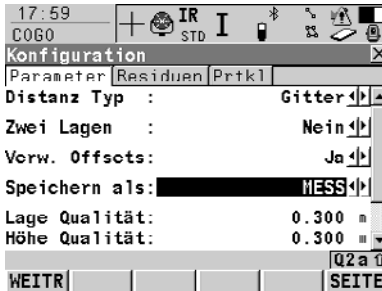 17:59
COGO
IR
STD
I
Konfiguration
Parameter Residuen Prtkl
Distanz Typ : Gitter
Zwei Lagen : Nein
Verw. Offsets: Ja
Speichern als: MESS
Lage Qualität: 0.300 m
Höhe Qualität: 0.300 m
Q2a
WEITR SEITE